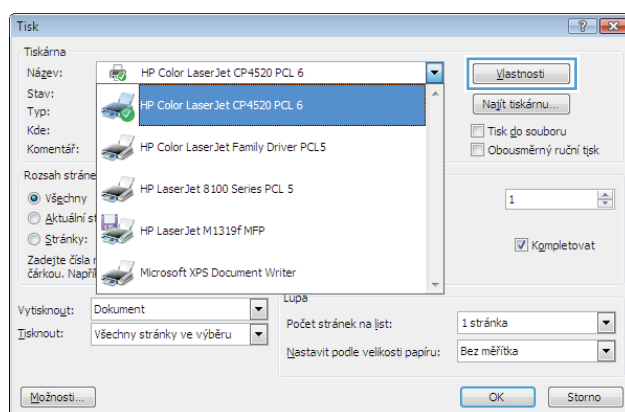 Tisk
Tiskárna
Název: HP Color LaserJet CP4520 PCL 6 Vlastnosti
Stav: HP Color LaserJet CP4520 PCL 6 Najít tiskárnu...
Typ:
Kde: Tisk do souboru
Komentář: HP Color LaserJet Family Driver PCL5 Obousměrný ruční tisk
Rozsah stráne
Všechny HP LaserJet 8100 Series PCL 5 1
Aktuální st
Stránky: HP LaserJet M1319f MFP Kompletovat
Zadejte čísla r
čárkou. Napří Microsoft XPS Document Writer
Lupa
Vytisknout: Dokument Počet stránek na list: 1 stránka
Tisknout: Všechny stránky ve výběru Nastavit podle velikosti papíru: Bez měřítka
Možnosti... OK Storno